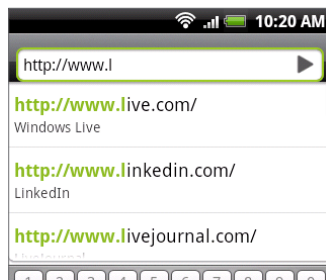 10:20 AM
http://www.l
http://www.live.com/
Windows Live
http://www.linkedin.com/
LinkedIn
http://www.livejournal.com/
LiveJournal